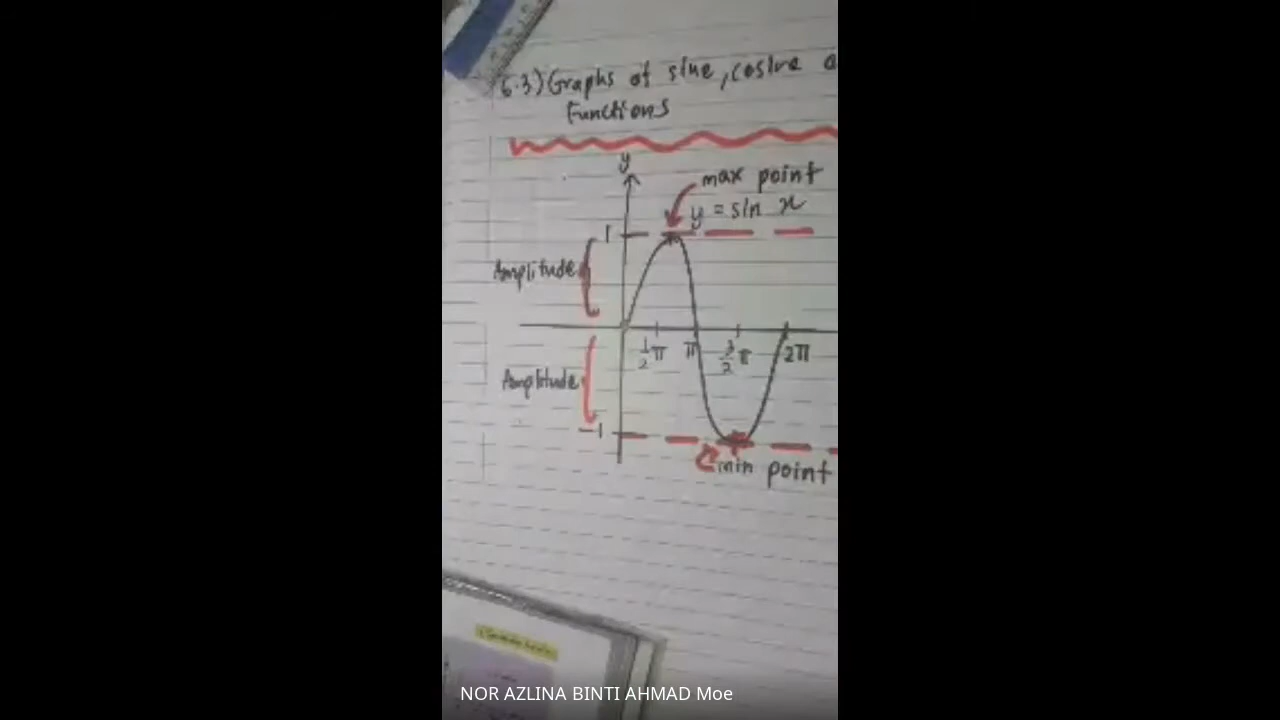 6.3) Graphs of sine, cosine a
Functions
y
max point
y = sin x
1
Amplitude
1/2 π π 3/2 π 2π
Amplitude
-1
min point
NOR AZLINA BINTI AHMAD Moe